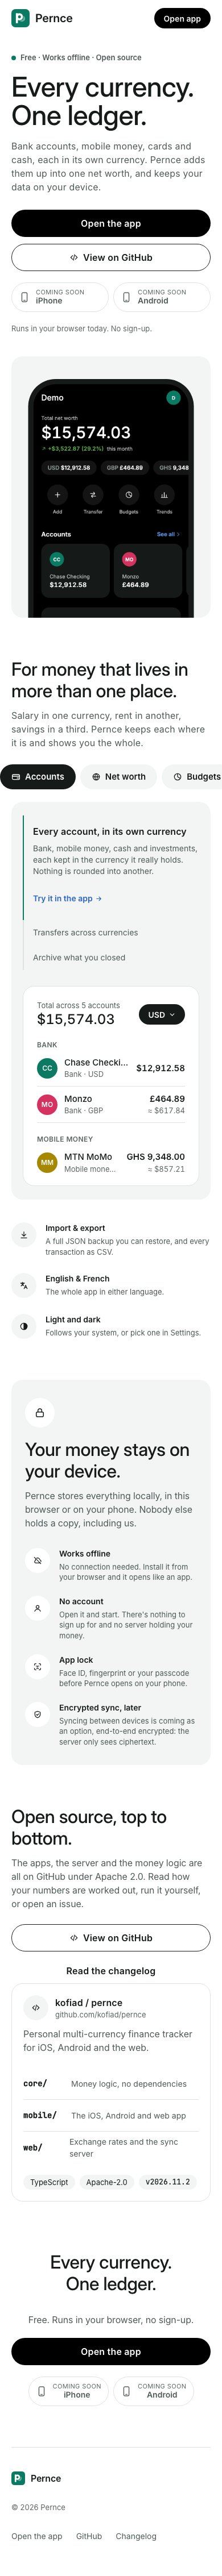 Pernce
Open app
Free · Works offline · Open source
Every currency.
One ledger.
Bank accounts, mobile money, cards and
cash, each in its own currency. Pernce adds
them up into one net worth, and keeps your
data on your device.
Open the app
View on GitHub
COMING SOON
iPhone
COMING SOON
Android
Runs in your browser today. No sign-up.
Demo
D
Total net worth
$15,574.03
+$3,522.87 (29.2%) this month
USD $12,912.58
GBP £464.89
GHS 9,348
Add
Transfer
Budgets
Trends
Accounts
See all
CC
Chase Checking
$12,912.58
MO
Monzo
£464.89
For money that lives in
more than one place.
Salary in one currency, rent in another,
savings in a third. Pernce keeps each where
it is and shows you the whole.
Accounts
Net worth
Budgets
Every account, in its own currency
Bank, mobile money, cash and investments,
each kept in the currency it really holds.
Nothing is rounded into another.
Try it in the app →
Transfers across currencies
Archive what you closed
Total across 5 accounts
$15,574.03
USD
BANK
CC
Chase Checki...
Bank · USD
$12,912.58
MO
Monzo
Bank · GBP
£464.89
≈ $617.84
MOBILE MONEY
MM
MTN MoMo
Mobile mone...
GHS 9,348.00
≈ $857.21
Import & export
A full JSON backup you can restore, and every
transaction as CSV.
English & French
The whole app in either language.
Light and dark
Follows your system, or pick one in Settings.
Your money stays on
your device.
Pernce stores everything locally, in this
browser or on your phone. Nobody else
holds a copy, including us.
Works offline
No connection needed. Install it from
your browser and it opens like an app.
No account
Open it and start. There's nothing to
sign up for and no server holding your
money.
App lock
Face ID, fingerprint or your passcode
before Pernce opens on your phone.
Encrypted sync, later
Syncing between devices is coming as
an option, end-to-end encrypted: the
server only sees ciphertext.
Open source, top to
bottom.
The apps, the server and the money logic are
all on GitHub under Apache 2.0. Read how
your numbers are worked out, run it yourself,
or open an issue.
View on GitHub
Read the changelog
kofiad / pernce
github.com/kofiad/pernce
Personal multi-currency finance tracker
for iOS, Android and the web.
core/
Money logic, no dependencies
mobile/
The iOS, Android and web app
web/
Exchange rates and the sync
server
TypeScript
Apache-2.0
v2026.11.2
Every currency.
One ledger.
Free. Runs in your browser, no sign-up.
Open the app
COMING SOON
iPhone
COMING SOON
Android
Pernce
© 2026 Pernce
Open the app
GitHub
Changelog